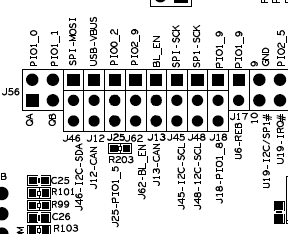 PIO1_0
PIO1_1
SPI-MOSI
USB-VBUS
PIO0_2
PIO2_9
BL_EN
SPI-SCK
SPI1-SCK
PIO1_9
PIO1_9
9
GND
PIO2_5
J56
QA
QB
J46
J12
J25
J62
J13
J45
J48
J18
J17
10
R203
J46-I2C-SDA
J12-CAN
J25-PIO1_5
J62-BL_EN
J13-CAN
J45-I2C-SCL
J48-I2C-SCL
J18-PIO1_8
U6-REB
U19-I2C/SPI#
U19-IRQ#
C25
R101
R99
C26
R103
B
M